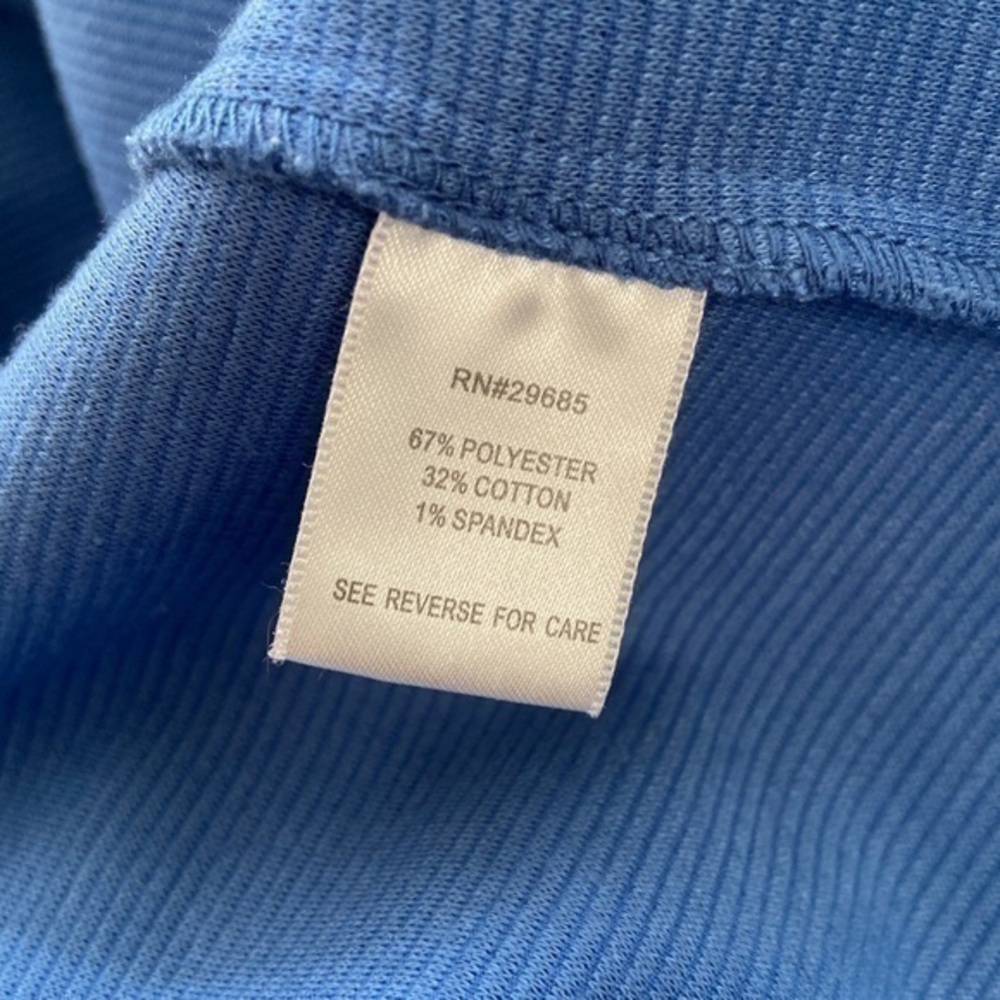 RN#29685
67% POLYESTER
32% COTTON
1% SPANDEX
SEE REVERSE FOR CARE